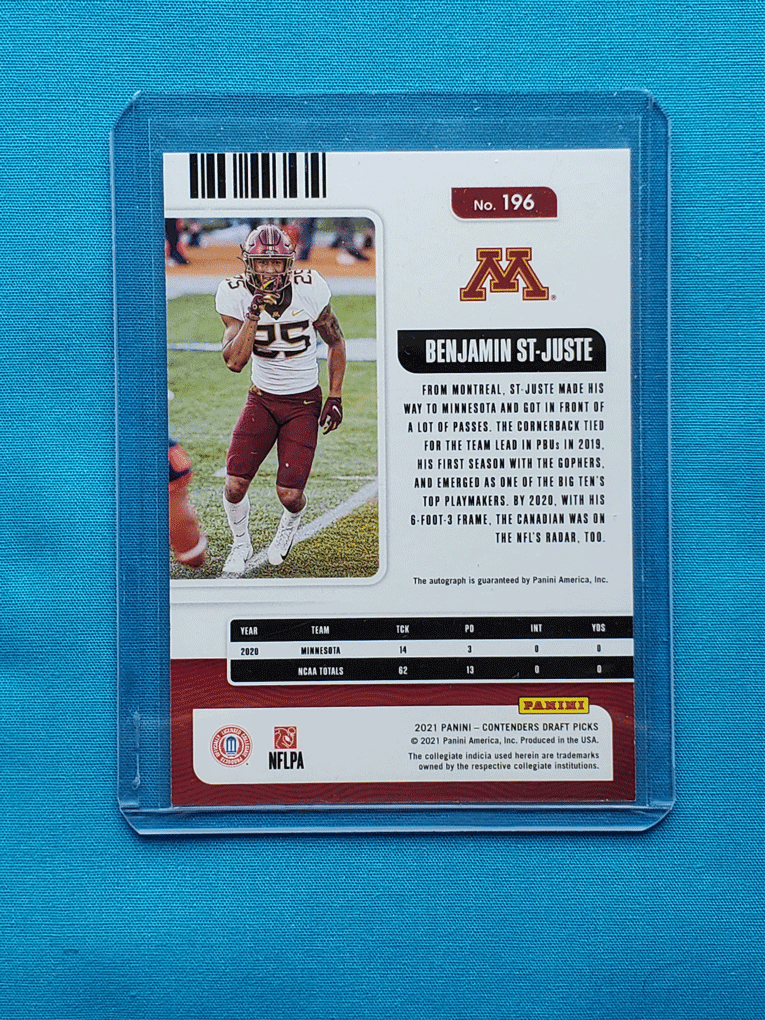 No. 196
M
25
25
BENJAMIN ST-JUSTE
FROM MONTREAL, ST-JUSTE MADE HIS
WAY TO MINNESOTA AND GOT IN FRONT OF
A LOT OF PASSES. THE CORNERBACK TIED
FOR THE TEAM LEAD IN PBUs IN 2019,
HIS FIRST SEASON WITH THE GOPHERS,
AND EMERGED AS ONE OF THE BIG TEN'S
TOP PLAYMAKERS. BY 2020, WITH HIS
6-FOOT-3 FRAME, THE CANADIAN WAS ON
THE NFL'S RADAR, TOO.
The autograph is guaranteed by Panini America, Inc.
YEAR TEAM TCK PD INT YDS
2020 MINNESOTA 14 3 0 0
NCAA TOTALS 62 13 0 0
PANINI
2021 PANINI – CONTENDERS DRAFT PICKS
© 2021 Panini America, Inc. Produced in the USA.
The collegiate indicia used herein are trademarks
owned by the respective collegiate institutions.
OFFICIALLY LICENSED COLLEGIATE PRODUCTS
NFLPA